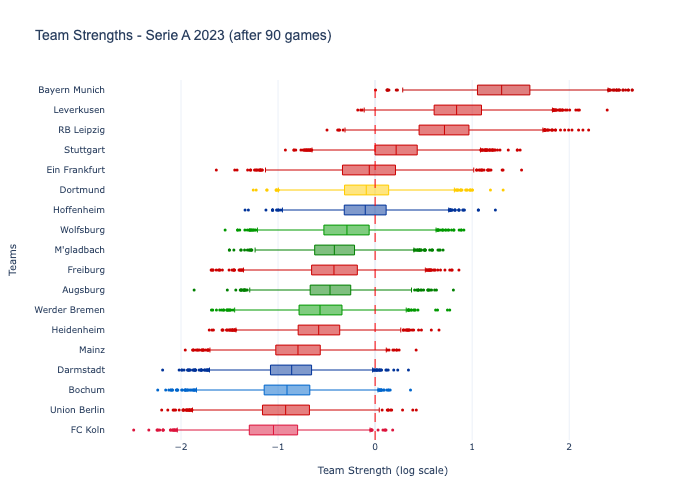 Team Strengths - Serie A 2023 (after 90 games)
Bayern Munich
Leverkusen
RB Leipzig
Stuttgart
Ein Frankfurt
Dortmund
Hoffenheim
Wolfsburg
M'gladbach
Freiburg
Augsburg
Werder Bremen
Heidenheim
Mainz
Darmstadt
Bochum
Union Berlin
FC Koln
Teams
−2 −1 0 1 2
Team Strength (log scale)